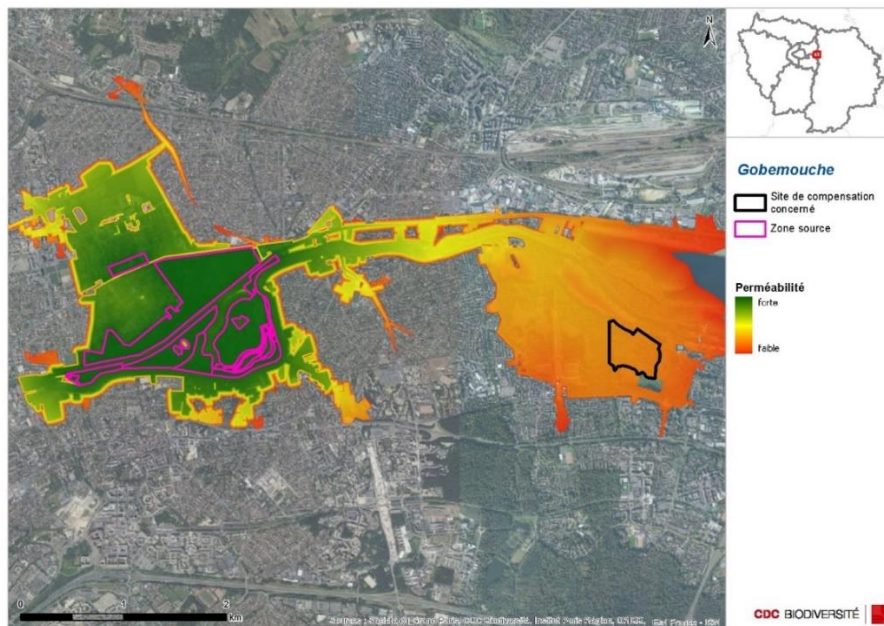 N
Gobemouche
Site de compensation
concerné
Zone source
Perméabilité
forte
faible
0 1 2
Km
CDC BIODIVERSITÉ